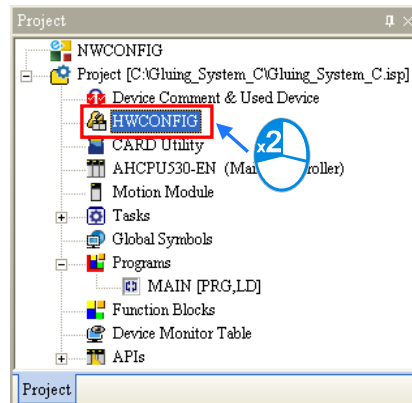 Project
NWCONFIG
Project [C:\Gluing_System_C\Gluing_System_C.isp]
Device Comment & Used Device
HWCONFIG
x2
CARD Utility
AHCPU530-EN (Ma roller)
Motion Module
Tasks
Global Symbols
Programs
MAIN [PRG,LD]
Function Blocks
Device Monitor Table
APIs
Project